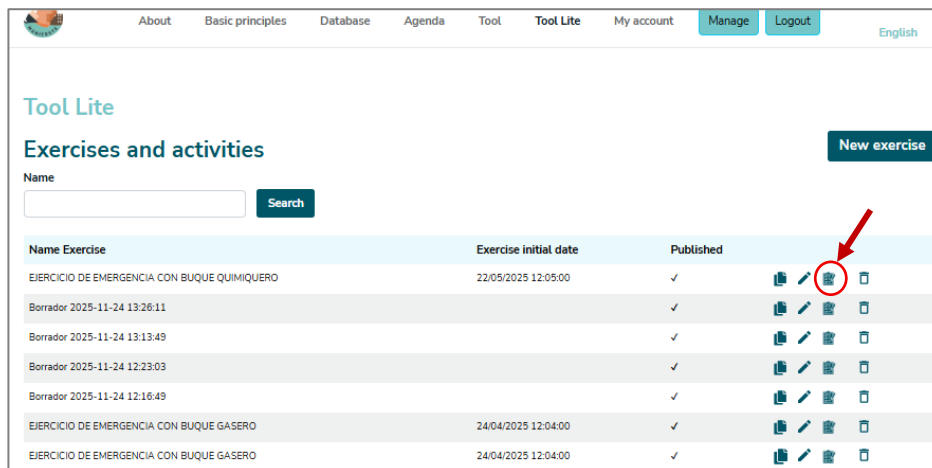 About Basic principles Database Agenda Tool Tool Lite My account Manage Logout
English
Tool Lite
Exercises and activities
New exercise
Name
Search
Name Exercise Exercise initial date Published
EJERCICIO DE EMERGENCIA CON BUQUE QUIMIQUERO 22/05/2025 12:05:00 ✓
Borrador 2025-11-24 13:26:11 ✓
Borrador 2025-11-24 13:13:49 ✓
Borrador 2025-11-24 12:23:03 ✓
Borrador 2025-11-24 12:16:49 ✓
EJERCICIO DE EMERGENCIA CON BUQUE GASERO 24/04/2025 12:04:00 ✓
EJERCICIO DE EMERGENCIA CON BUQUE GASERO 24/04/2025 12:04:00 ✓